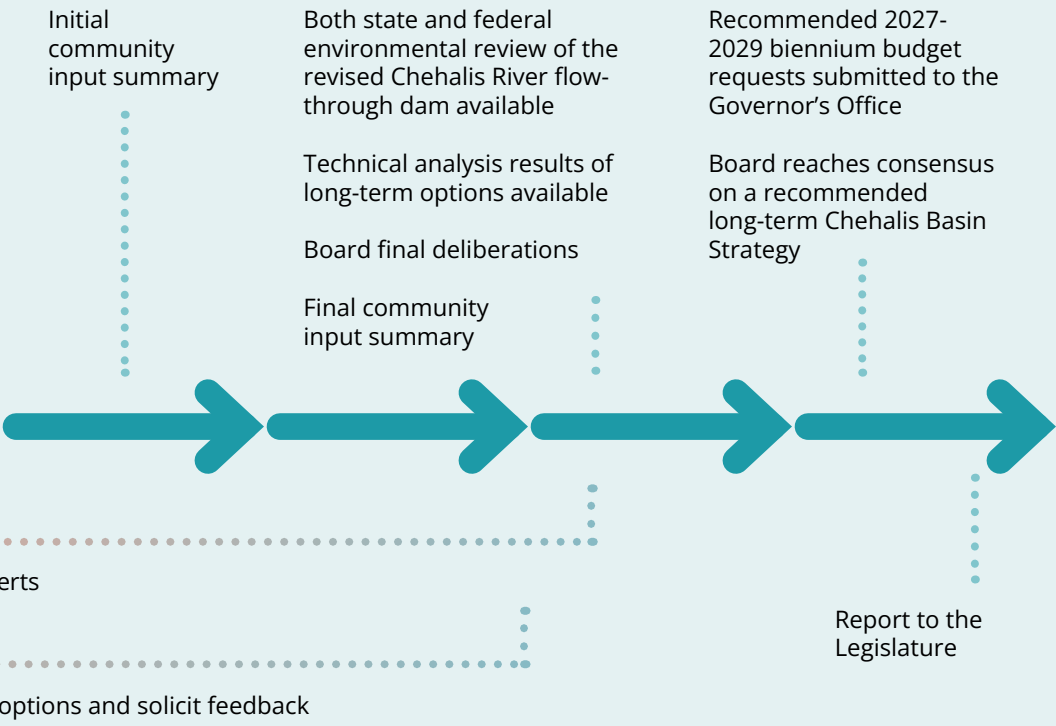 Initial
community
input summary
Both state and federal
environmental review of the
revised Chehalis River flow-
through dam available
Technical analysis results of
long-term options available
Board final deliberations
Final community
input summary
Recommended 2027-
2029 biennium budget
requests submitted to the
Governor’s Office
Board reaches consensus
on a recommended
long-term Chehalis Basin
Strategy
erts
options and solicit feedback
Report to the
Legislature